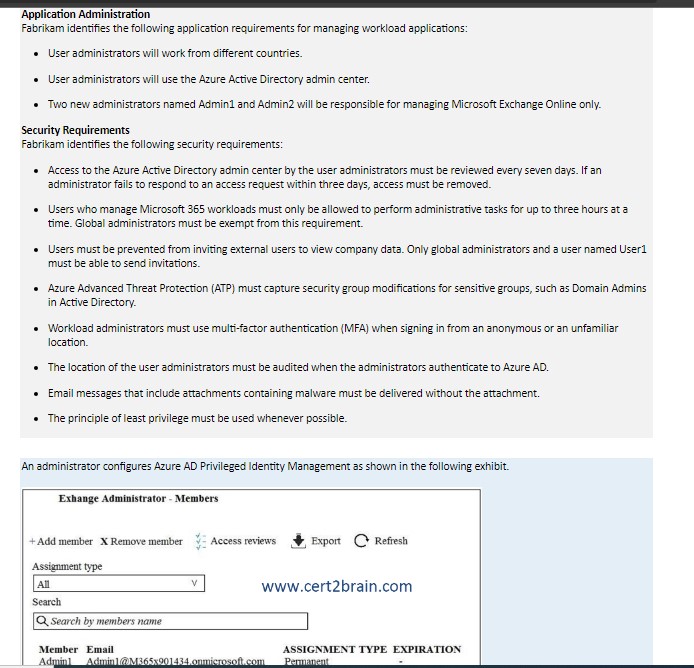 Application Administration
Fabrikam identifies the following application requirements for managing workload applications:
• User administrators will work from different countries.
• User administrators will use the Azure Active Directory admin center.
• Two new administrators named Admin1 and Admin2 will be responsible for managing Microsoft Exchange Online only.
Security Requirements
Fabrikam identifies the following security requirements:
• Access to the Azure Active Directory admin center by the user administrators must be reviewed every seven days. If an
administrator fails to respond to an access request within three days, access must be removed.
• Users who manage Microsoft 365 workloads must only be allowed to perform administrative tasks for up to three hours at a
time. Global administrators must be exempt from this requirement.
• Users must be prevented from inviting external users to view company data. Only global administrators and a user named User1
must be able to send invitations.
• Azure Advanced Threat Protection (ATP) must capture security group modifications for sensitive groups, such as Domain Admins
in Active Directory.
• Workload administrators must use multi-factor authentication (MFA) when signing in from an anonymous or an unfamiliar
location.
• The location of the user administrators must be audited when the administrators authenticate to Azure AD.
• Email messages that include attachments containing malware must be delivered without the attachment.
• The principle of least privilege must be used whenever possible.
An administrator configures Azure AD Privileged Identity Management as shown in the following exhibit.
Exhange Administrator - Members
+ Add member X Remove member Access reviews Export Refresh
Assignment type
All V
www.cert2brain.com
Search
Search by members name
Member Email ASSIGNMENT TYPE EXPIRATION
Admin1 Admin1@M365x901434.onmicrosoft.com Permanent -